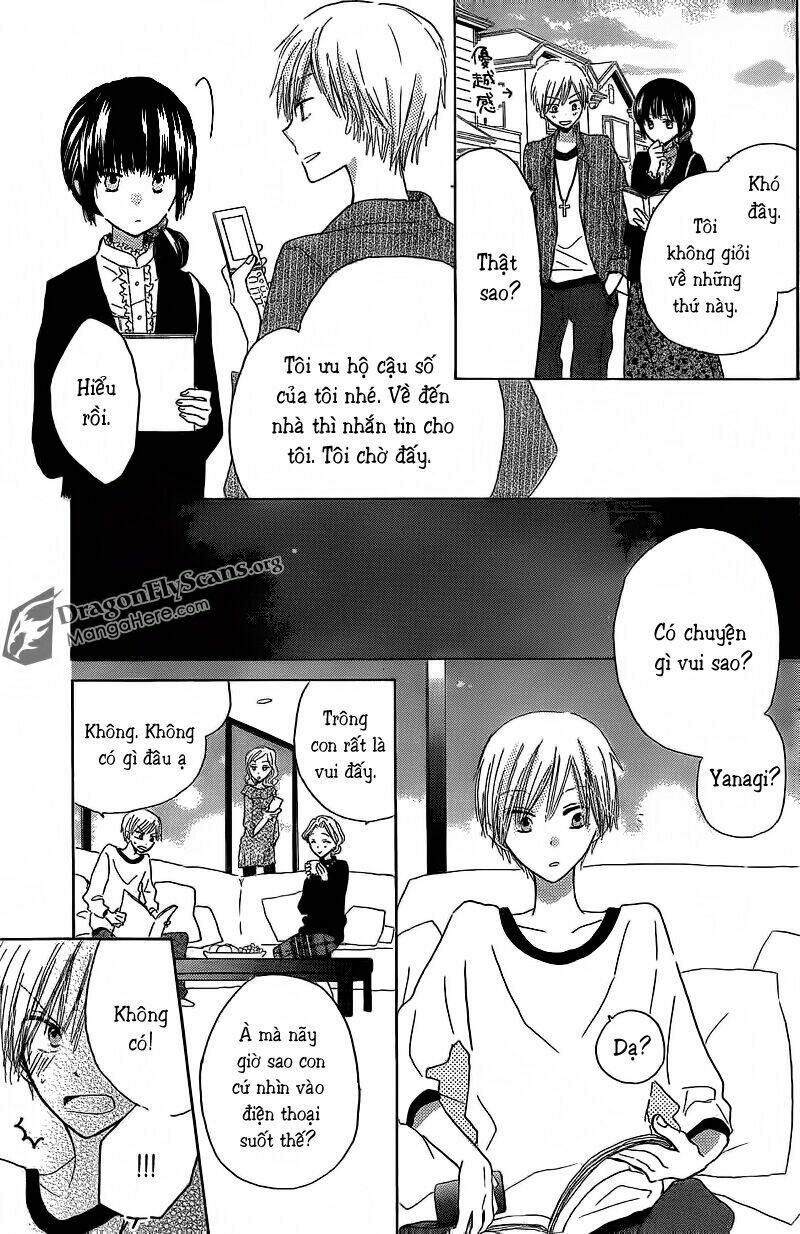 優越感
Khó
đây.
Tôi
không giỏi
về những
thứ này.
Thật
sao?
Tôi ưu hộ cậu số
của tôi nhé. Về đến
nhà thì nhắn tin cho
tôi. Tôi chờ đấy.
Hiểu
rồi.
DragonFlyScans.org
MangaHere.com
Có chuyện
gì vui sao?
Yanagi?
Dạ?
Trông
con rất là
vui đấy.
Không. Không
có gì đâu ạ
À mà nãy
giờ sao con
cứ nhìn vào
điện thoại
suốt thế?
Không
có!
!!!